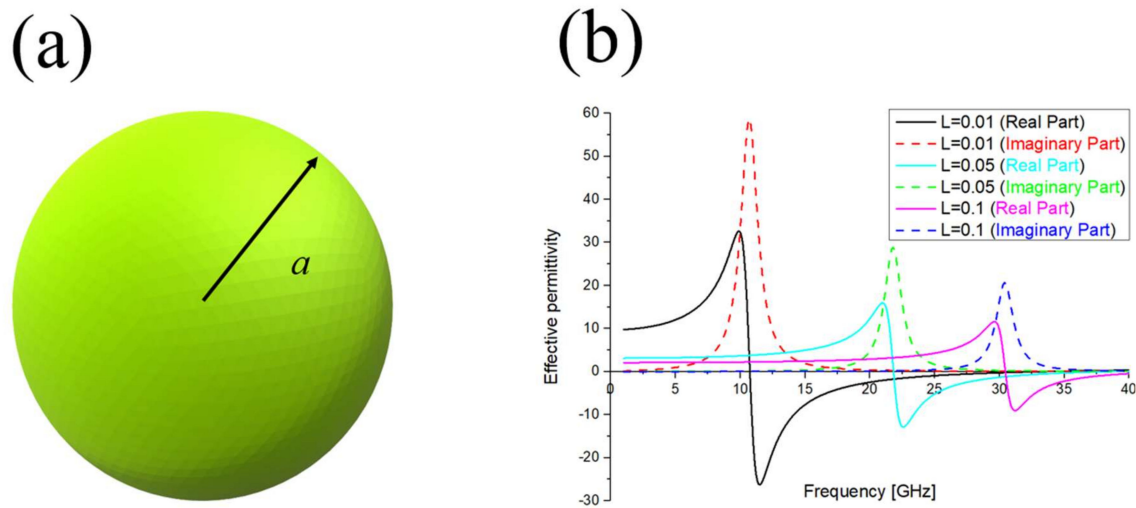 (a)
a
(b)
Effective permittivity
60
50
40
30
20
10
0
-10
-20
-30
0
5
10
15
20
25
30
35
40
Frequency [GHz]
L=0.01 (Real Part)
L=0.01 (Imaginary Part)
L=0.05 (Real Part)
L=0.05 (Imaginary Part)
L=0.1 (Real Part)
L=0.1 (Imaginary Part)